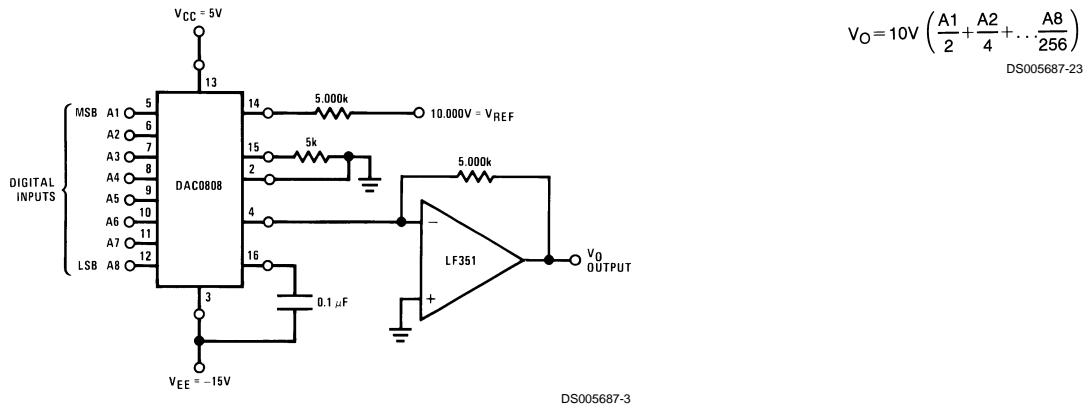 V_CC = 5V
13
MSB A1 5
A2 6
A3 7
A4 8
A5 9
A6 10
A7 11
LSB A8 12
DIGITAL
INPUTS
DAC0808
14 5.000k 10.000V = V_REF
15 5k
2
4
16
0.1 μF
3
V_EE = −15V
5.000k
−
LF351
+
V_O
OUTPUT
DS005687-3
V_O = 10V (A1/2 + A2/4 + ... A8/256)
DS005687-23